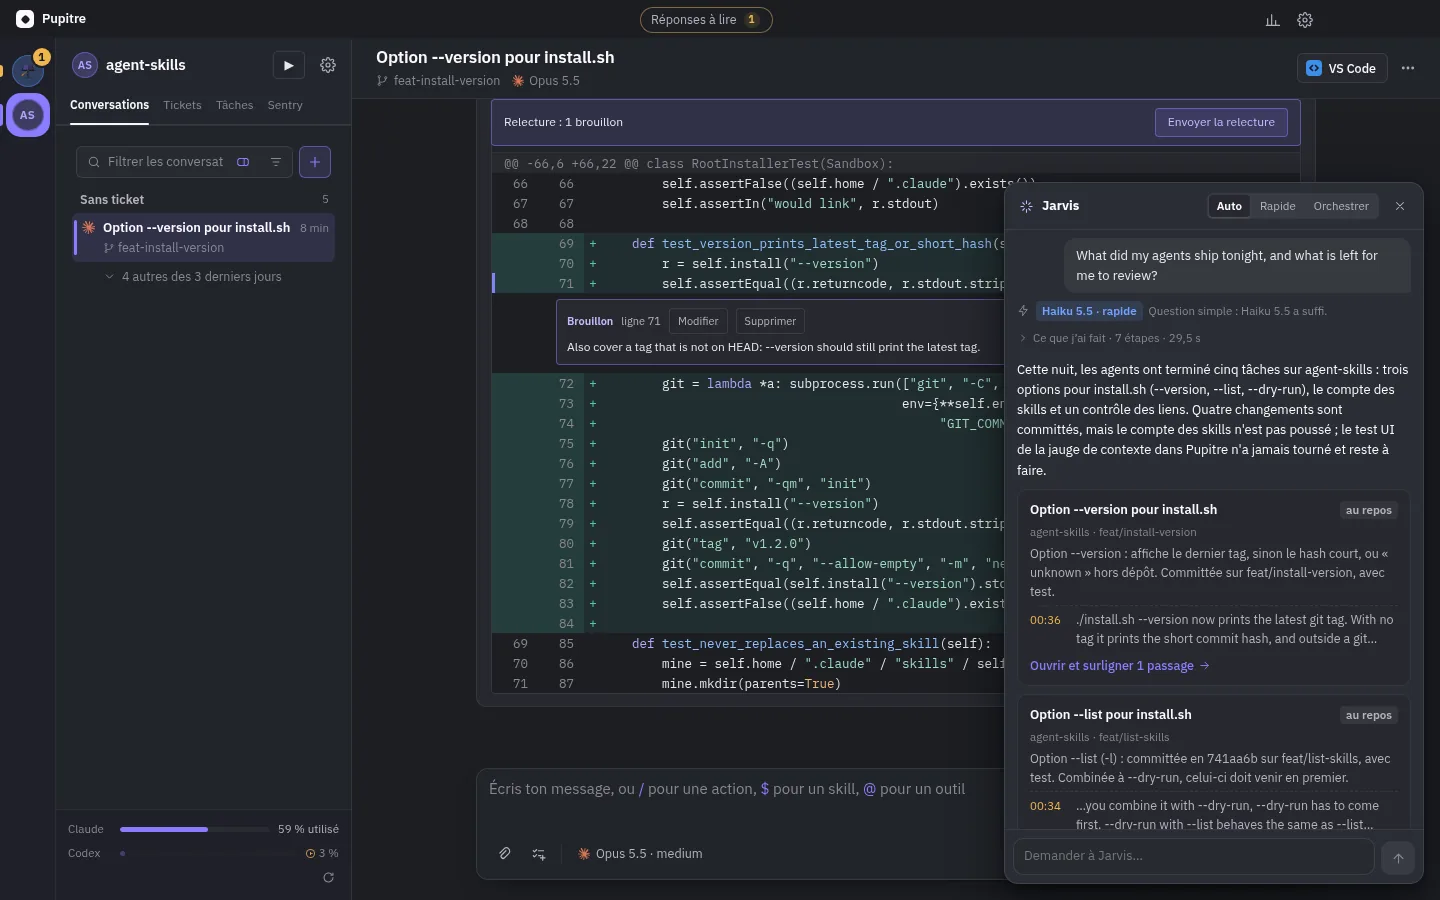 Pupitre
Réponses à lire 1
1
AS
AS agent-skills
Conversations Tickets Tâches Sentry
Filtrer les conversat
Sans ticket 5
Option --version pour install.sh 8 min
feat-install-version
4 autres des 3 derniers jours
Claude 59 % utilisé
Codex 3 %
Option --version pour install.sh
feat-install-version Opus 5.5
VS Code
Relecture : 1 brouillon
Envoyer la relecture
@@ -66,6 +66,22 @@ class RootInstallerTest(Sandbox):
66 66 self.assertFalse((self.home / ".claude").exists())
67 67 self.assertIn("would link", r.stdout)
68 68
69 + def test_version_prints_latest_tag_or_short_hash(s
70 + r = self.install("--version")
71 + self.assertEqual((r.returncode, r.stdout.strip
Brouillon ligne 71 Modifier Supprimer
Also cover a tag that is not on HEAD: --version should still print the latest tag.
72 + git = lambda *a: subprocess.run(["git", "-C",
73 + env={**self.en
74 + "GIT_COMM
75 + git("init", "-q")
76 + git("add", "-A")
77 + git("commit", "-qm", "init")
78 + r = self.install("--version")
79 + self.assertEqual((r.returncode, r.stdout.strip
80 + git("tag", "v1.2.0")
81 + git("commit", "-q", "--allow-empty", "-m", "ne
82 + self.assertEqual(self.install("--version").std
83 + self.assertFalse((self.home / ".claude").exist
84 +
69 85 def test_never_replaces_an_existing_skill(self):
70 86 mine = self.home / ".claude" / "skills" / self
71 87 mine.mkdir(parents=True)
Écris ton message, ou / pour une action, $ pour un skill, @ pour un outil
Opus 5.5 · medium
Jarvis
Auto Rapide Orchestrer
What did my agents ship tonight, and what is left for
me to review?
Haiku 5.5 · rapide Question simple : Haiku 5.5 a suffi.
Ce que j'ai fait · 7 étapes · 29,5 s
Cette nuit, les agents ont terminé cinq tâches sur agent-skills : trois
options pour install.sh (--version, --list, --dry-run), le compte des
skills et un contrôle des liens. Quatre changements sont
committés, mais le compte des skills n'est pas poussé ; le test UI
de la jauge de contexte dans Pupitre n'a jamais tourné et reste à
faire.
Option --version pour install.sh au repos
agent-skills · feat/install-version
Option --version : affiche le dernier tag, sinon le hash court, ou «
unknown » hors dépôt. Committée sur feat/install-version, avec
test.
00:36 ./install.sh --version now prints the latest git tag. With no
tag it prints the short commit hash, and outside a git…
Ouvrir et surligner 1 passage →
Option --list pour install.sh au repos
agent-skills · feat/list-skills
Option --list (-l) : committée en 741aa6b sur feat/list-skills, avec
test. Combinée à --dry-run, celui-ci doit venir en premier.
00:34 …you combine it with --dry-run, --dry-run has to come
first. --dry-run with --list behaves the same as --list…
Demander à Jarvis…